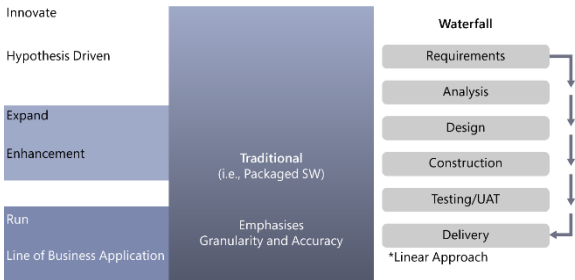 Innovate
Hypothesis Driven
Expand
Enhancement
Run
Line of Business Application
Traditional
(i.e., Packaged SW)
Emphasises
Granularity and Accuracy
Waterfall
Requirements
Analysis
Design
Construction
Testing/UAT
Delivery
*Linear Approach